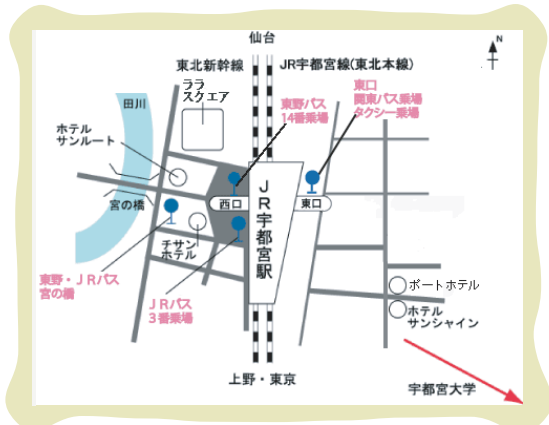 仙台
N
東北新幹線
JR宇都宮線(東北本線)
ララ
スクエア
東口
関東バス乗場
タクシー乗場
田川
東野バス
14番乗場
ホテル
サンルート
西口
JR宇都宮駅
東口
宮の橋
チサン
ホテル
東野・JRバス
宮の橋
JRバス
3番乗場
ポートホテル
ホテル
サンシャイン
上野・東京
宇都宮大学